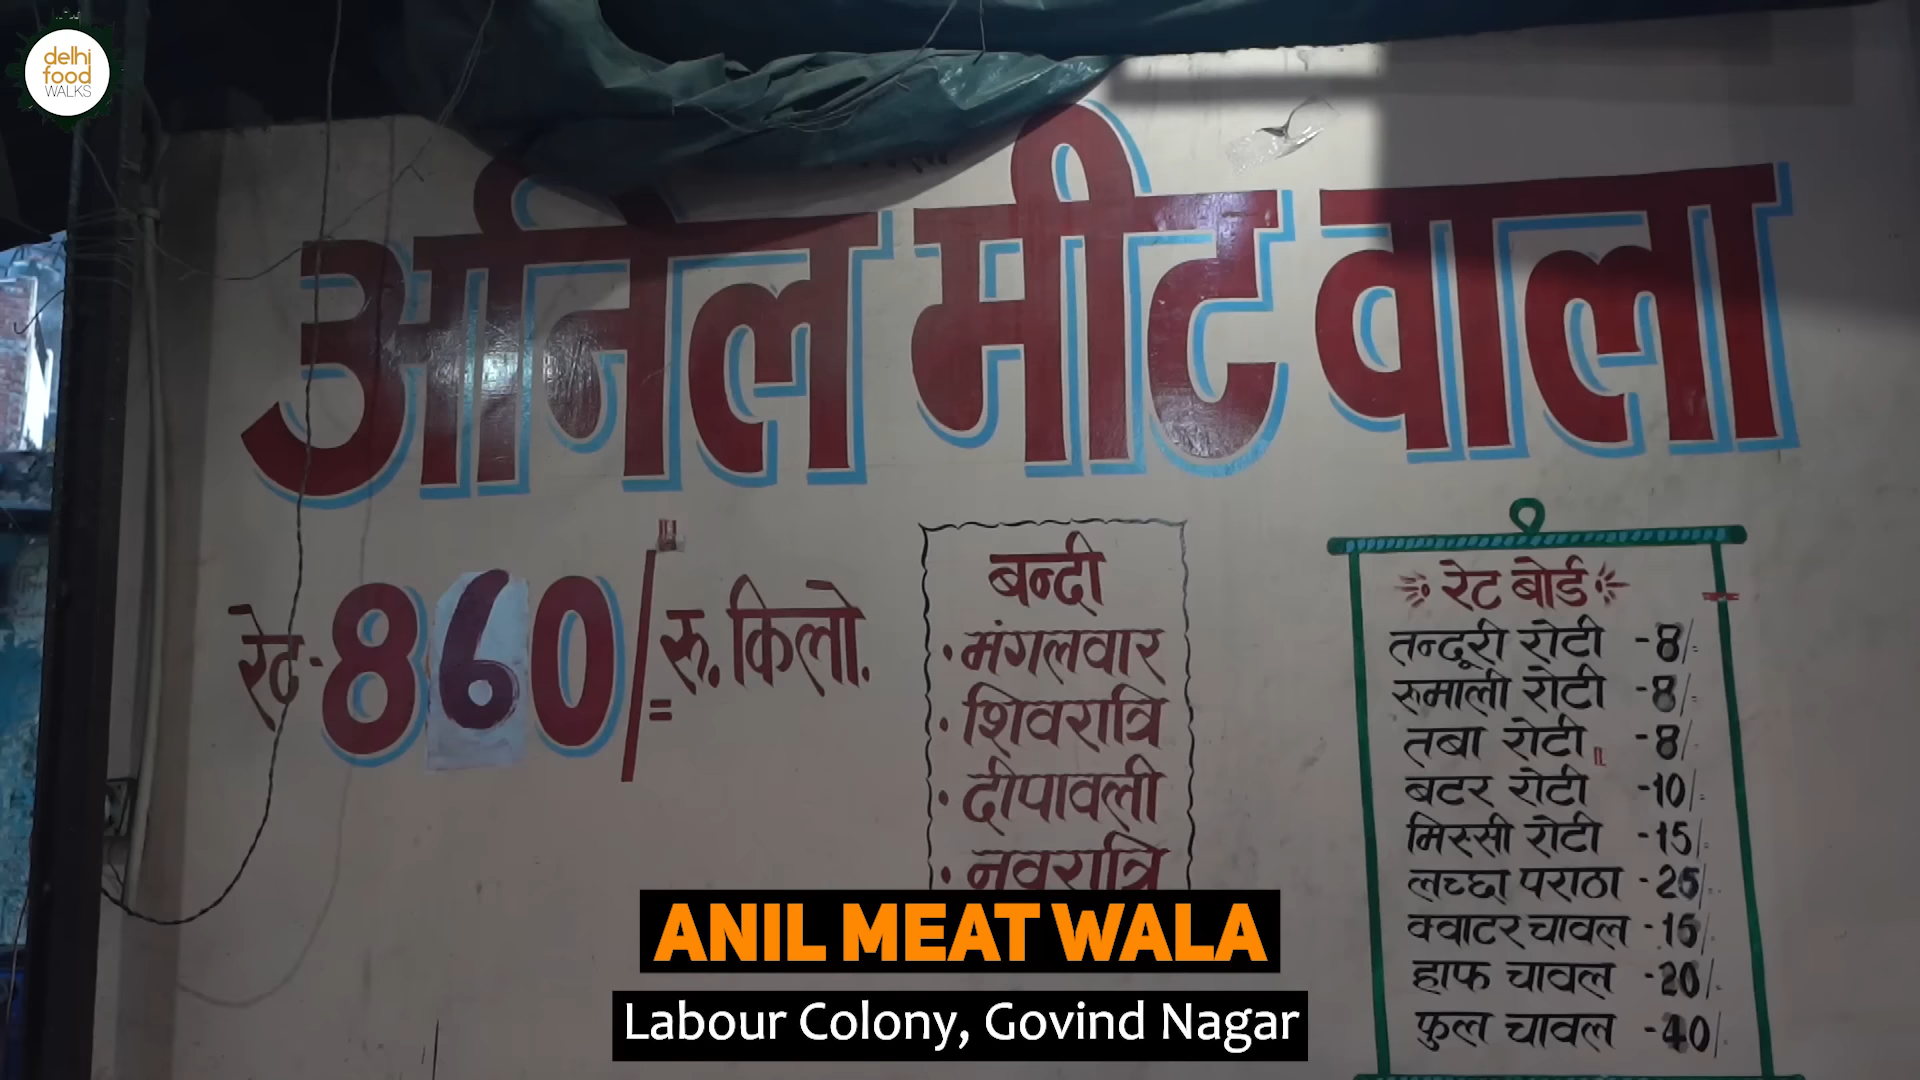 delhi
food
WALKS
अनिल मीट वाला
रेट-860/= रु. किलो.
बन्दी
• मंगलवार
• शिवरात्रि
• दीपावली
• नवरात्रि
रेट बोर्ड
तन्दूरी रोटी -8/-
रुमाली रोटी -8/-
तबा रोटी -8/-
बटर रोटी -10/-
मिस्सी रोटी -15/-
लच्छा पराठा -25/-
क्वाटर चावल -15/-
हाफ चावल -20/-
फुल चावल -40/-
ANIL MEAT WALA
Labour Colony, Govind Nagar